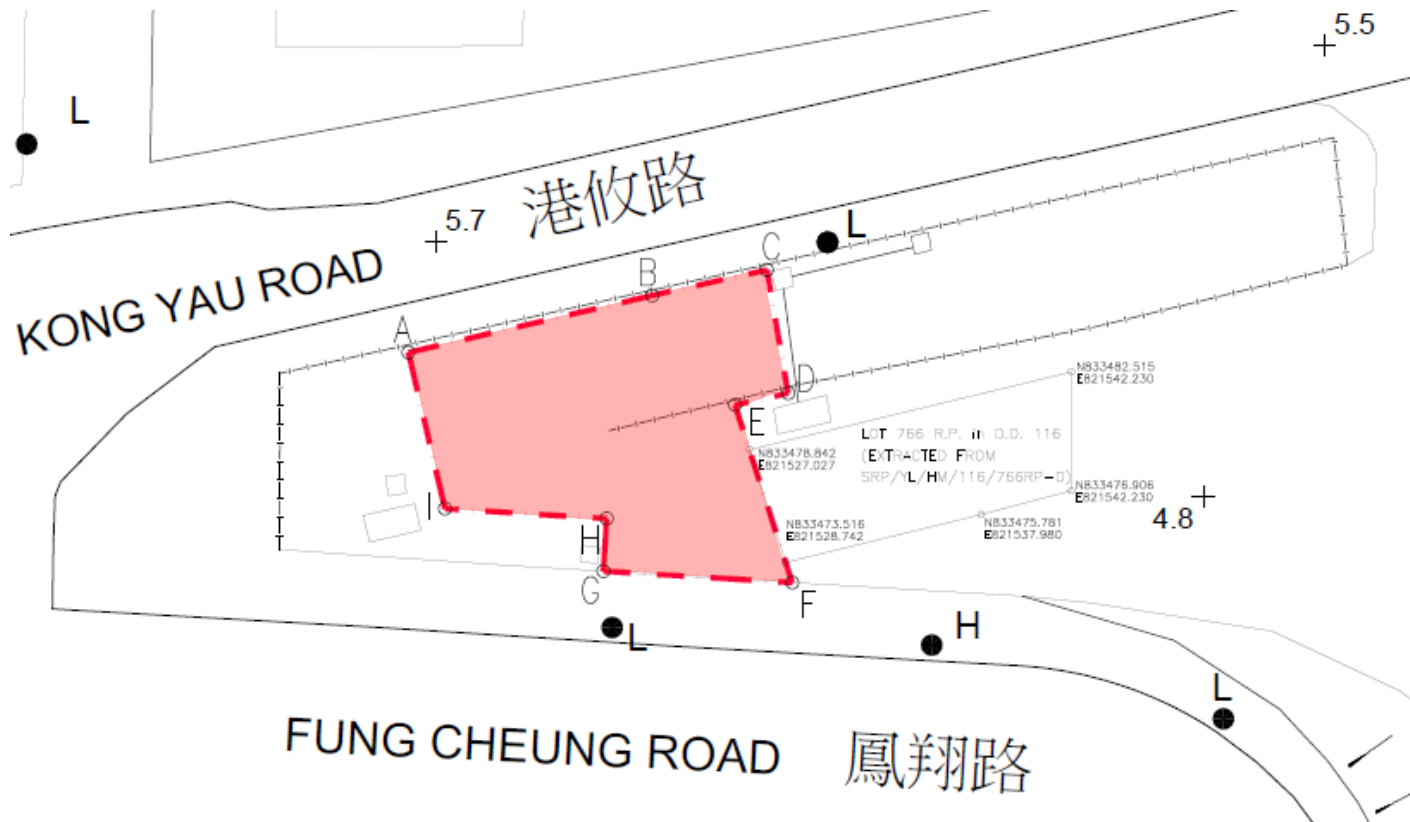 5.5
L
港攸路
5.7
L
C
B
KONG YAU ROAD
A
D
N833482.515
E821542.230
E
LOT 766 R.P. in D.D. 116
(EXTRACTED FROM
SRP/YL/HM/116/766RP-D)
N833478.842
E821527.027
N833476.906
E821542.230
I
4.8
N833473.516
E821528.742
N833475.781
E821537.980
H
G
F
L
H
L
FUNG CHEUNG ROAD 鳳翔路